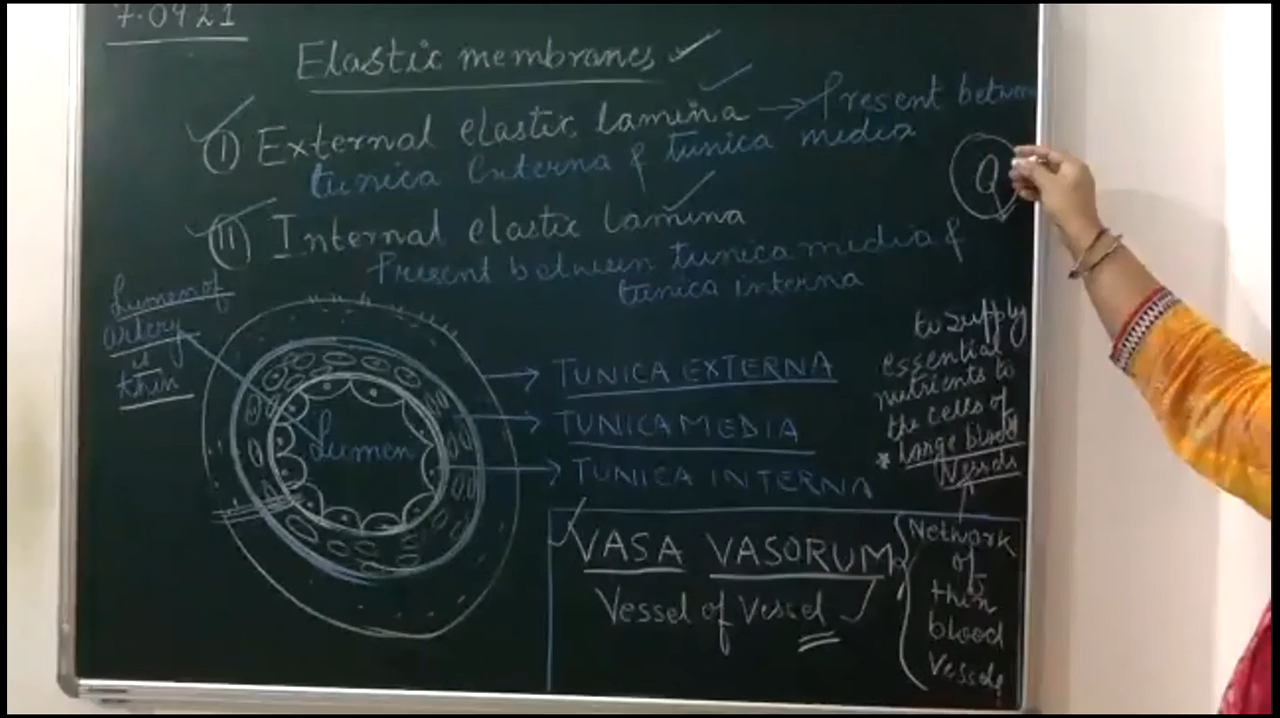 7.0421
Elastic membranes
(I) External elastic lamina → Present between
tunica Externa & tunica media
Q
(II) Internal elastic lamina
Present between tunica media &
tunica interna
Lumen of
artery
is
thin
Lumen
TUNICA EXTERNA
TUNICA MEDIA
TUNICA INTERNA
to supply
essential
nutrients to
the cells of
* large blood
Vessels
VASA VASORUM
Vessel of Vessel
Network
of
thin
blood
Vessels